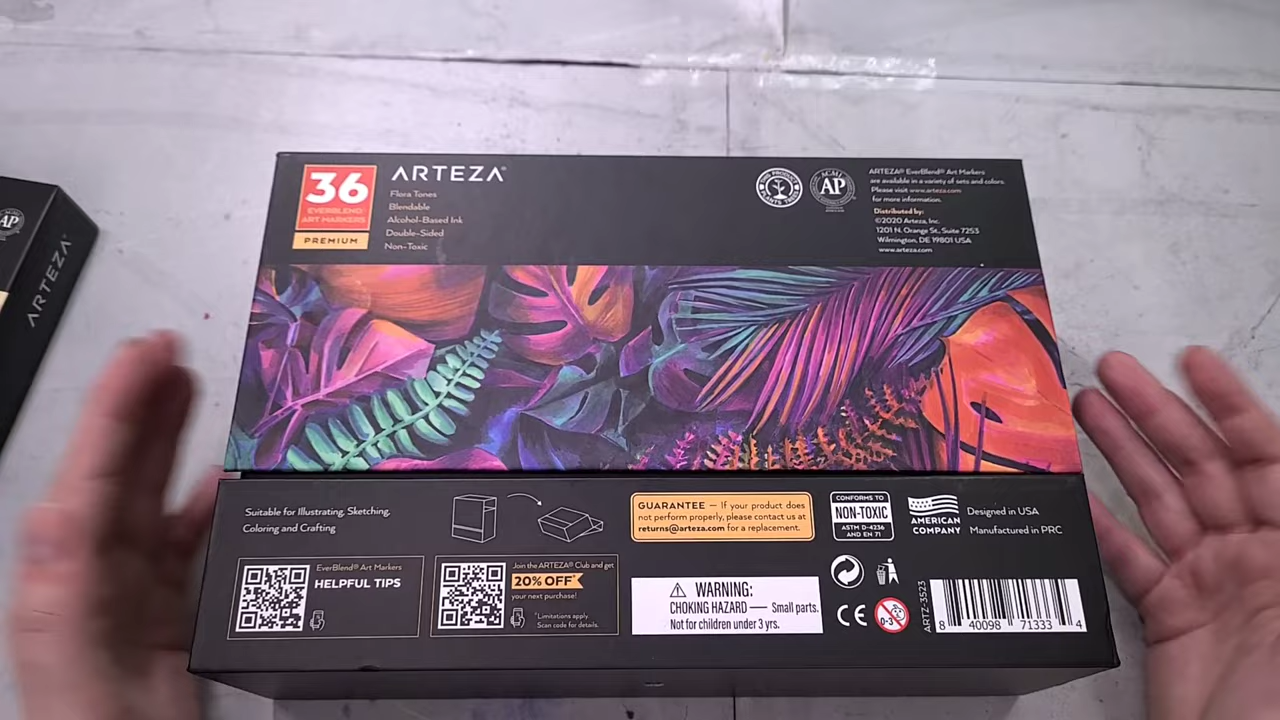 36
EVERBLEND
ART MARKERS
PREMIUM
ARTEZA®
Flora Tones
Blendable
Alcohol-Based Ink
Double-Sided
Non-Toxic
OUR PRODUCTS
PLANTS TREES
ACMI
AP
ARTEZA® EverBlend® Art Markers
are available in a variety of sets and colors.
Please visit www.arteza.com
for more information.
Distributed by:
©2020 Arteza, Inc.
1201 N. Orange St., Suite 7253
Wilmington, DE 19801 USA
www.arteza.com
AP
ARTEZA®
Suitable for Illustrating, Sketching,
Coloring and Crafting
GUARANTEE — If your product does
not perform properly, please contact us at
returns@arteza.com for a replacement.
CONFORMS TO
NON-TOXIC
ASTM D-4236
AND EN 71
AMERICAN
COMPANY
Designed in USA
Manufactured in PRC
EverBlend® Art Markers
HELPFUL TIPS
Join the ARTEZA® Club and get
20% OFF*
your next purchase!
*Limitations apply.
Scan code for details.
WARNING:
CHOKING HAZARD — Small parts.
Not for children under 3 yrs.
CE
0-3
ARTZ-3523
8 40098 71333 4